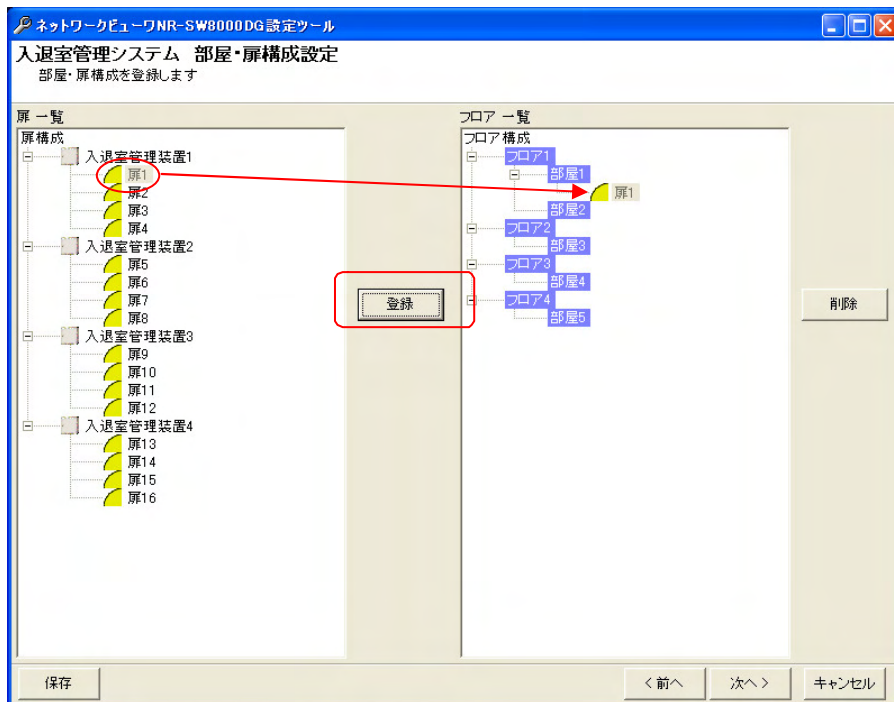 ネットワークビューワNR-SW8000DG設定ツール
入退室管理システム 部屋・扉構成設定
部屋・扉構成を登録します
扉 一覧
扉構成
入退室管理装置1
扉1
扉2
扉3
扉4
入退室管理装置2
扉5
扉6
扉7
扉8
入退室管理装置3
扉9
扉10
扉11
扉12
入退室管理装置4
扉13
扉14
扉15
扉16
登録
フロア 一覧
フロア構成
フロア1
部屋1
扉1
部屋2
フロア2
部屋3
フロア3
部屋4
フロア4
部屋5
削除
保存
<前へ
次へ>
キャンセル